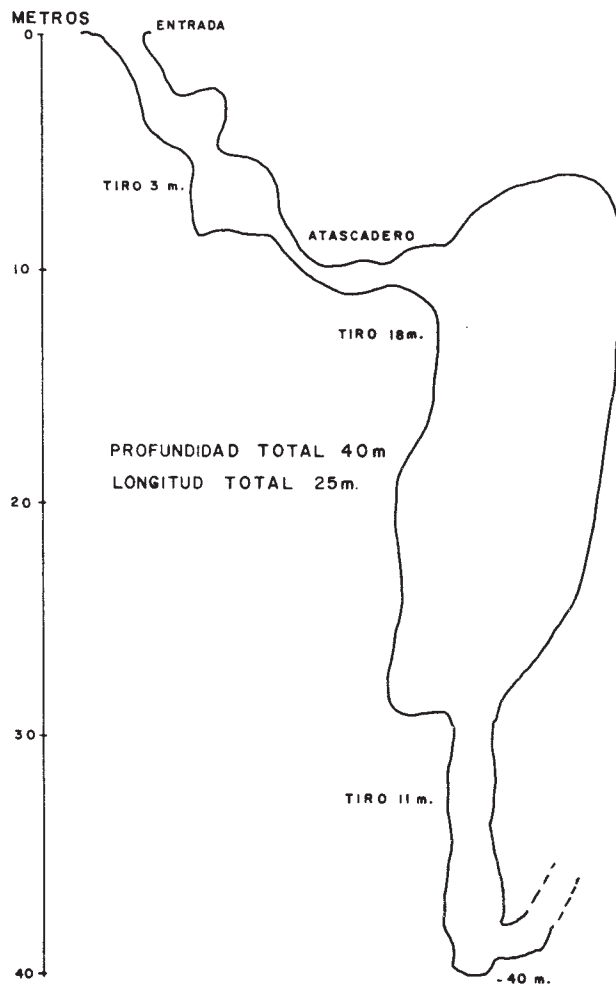 METROS
ENTRADA
0
TIRO 3 m.
ATASCADERO
10
TIRO 18m.
PROFUNDIDAD TOTAL 40m
LONGITUD TOTAL 25m.
20
30
TIRO 11m.
40
-40 m.